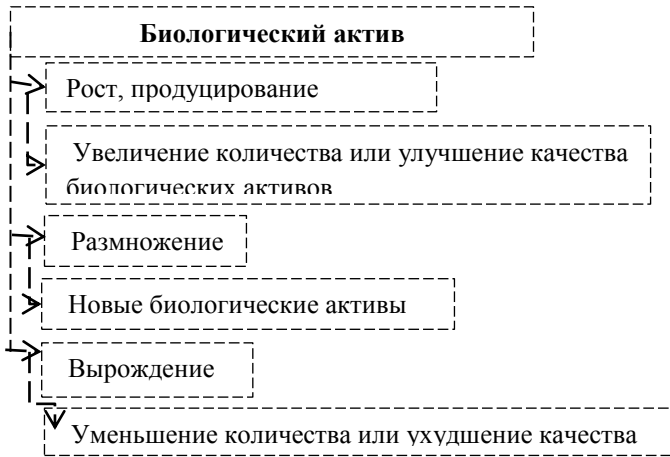 Биологический актив
Рост, продуцирование
Увеличение количества или улучшение качества
биологических активов
Размножение
Новые биологические активы
Вырождение
Уменьшение количества или ухудшение качества